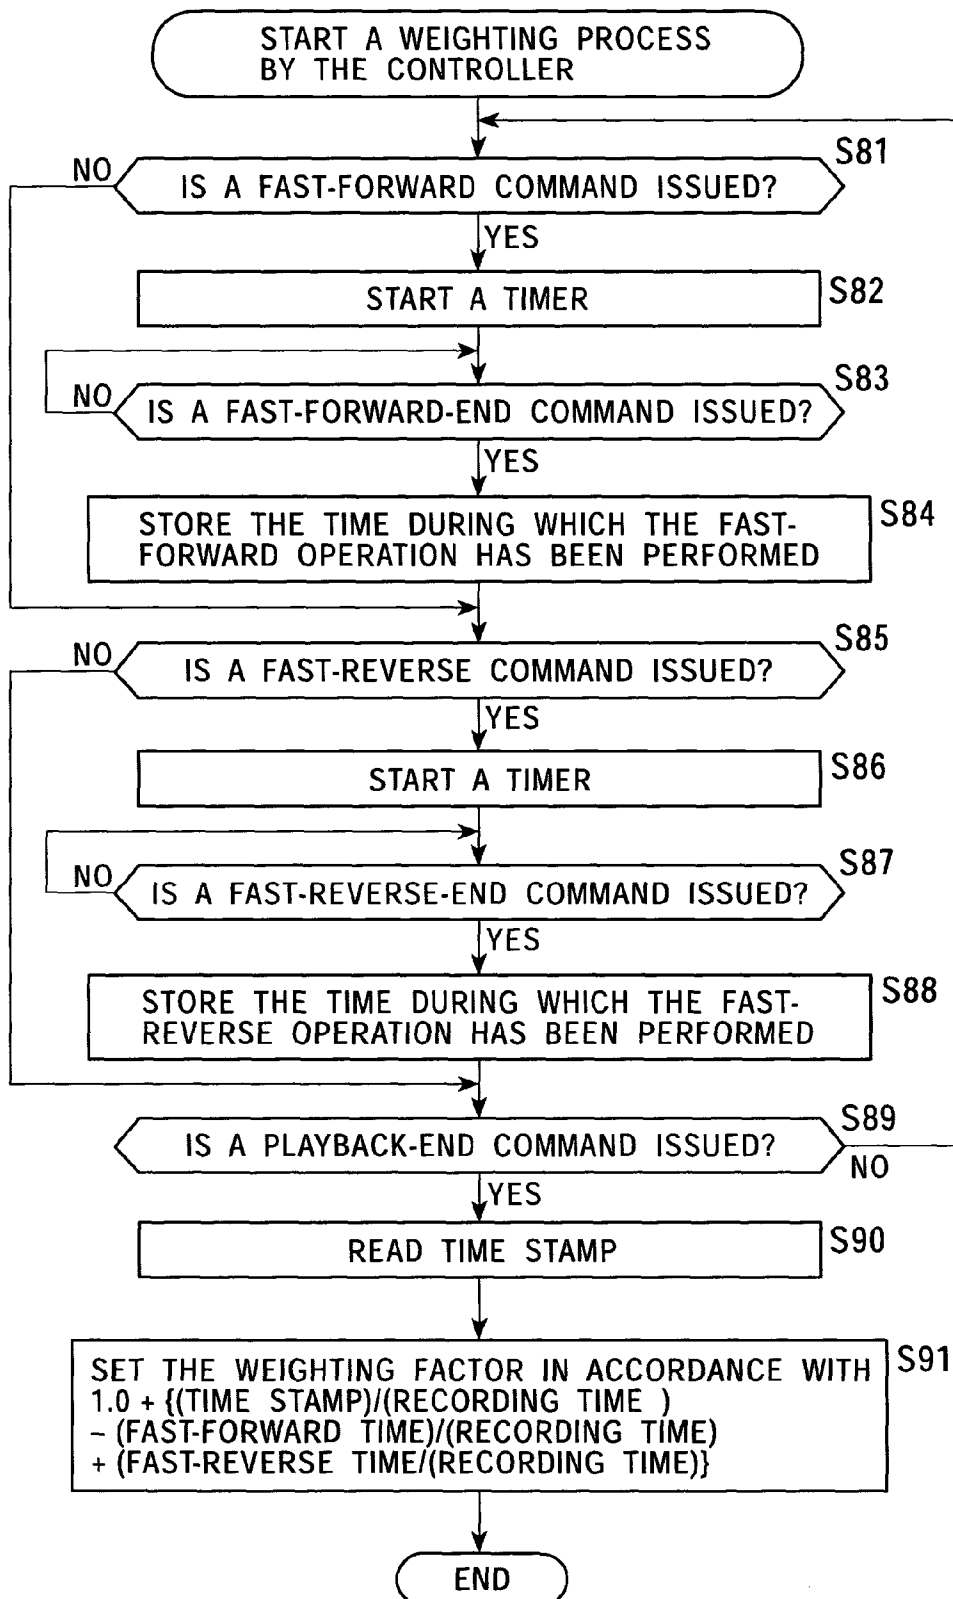 START A WEIGHTING PROCESS
BY THE CONTROLLER
S81
NO
IS A FAST-FORWARD COMMAND ISSUED?
YES
START A TIMER
S82
S83
NO
IS A FAST-FORWARD-END COMMAND ISSUED?
YES
STORE THE TIME DURING WHICH THE FAST-
FORWARD OPERATION HAS BEEN PERFORMED
S84
S85
NO
IS A FAST-REVERSE COMMAND ISSUED?
YES
START A TIMER
S86
S87
NO
IS A FAST-REVERSE-END COMMAND ISSUED?
YES
STORE THE TIME DURING WHICH THE FAST-
REVERSE OPERATION HAS BEEN PERFORMED
S88
S89
IS A PLAYBACK-END COMMAND ISSUED?
NO
YES
READ TIME STAMP
S90
SET THE WEIGHTING FACTOR IN ACCORDANCE WITH
1.0 + {(TIME STAMP)/(RECORDING TIME )
– (FAST-FORWARD TIME)/(RECORDING TIME)
+ (FAST-REVERSE TIME/(RECORDING TIME)}
S91
END